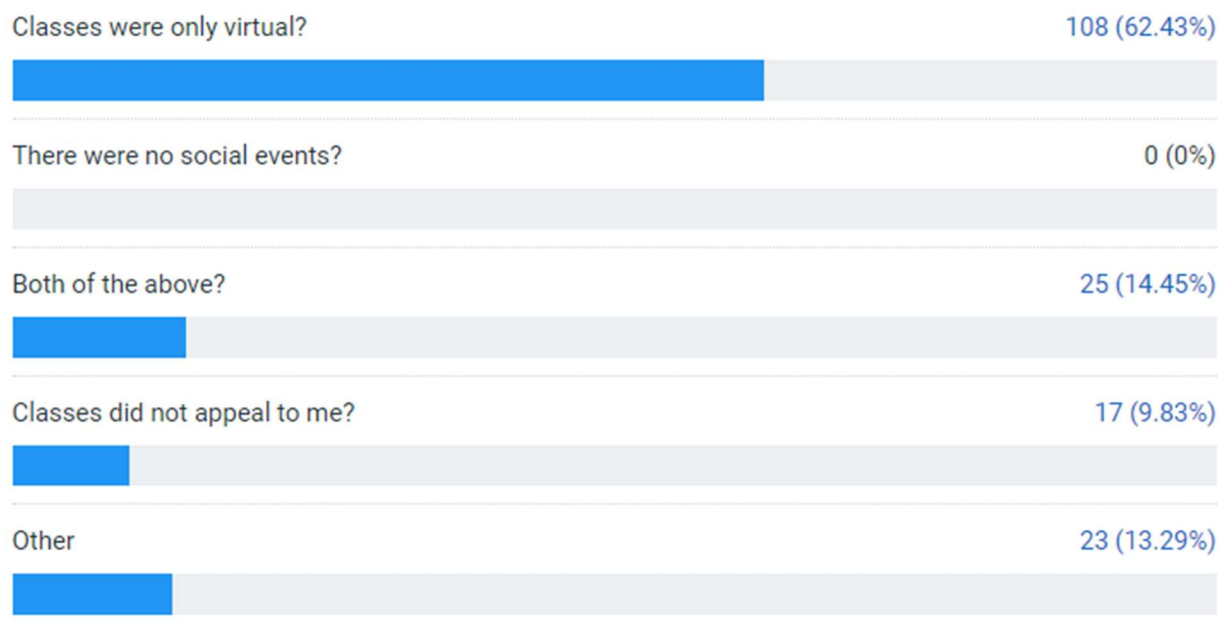 Classes were only virtual? 108 (62.43%)
There were no social events? 0 (0%)
Both of the above? 25 (14.45%)
Classes did not appeal to me? 17 (9.83%)
Other 23 (13.29%)